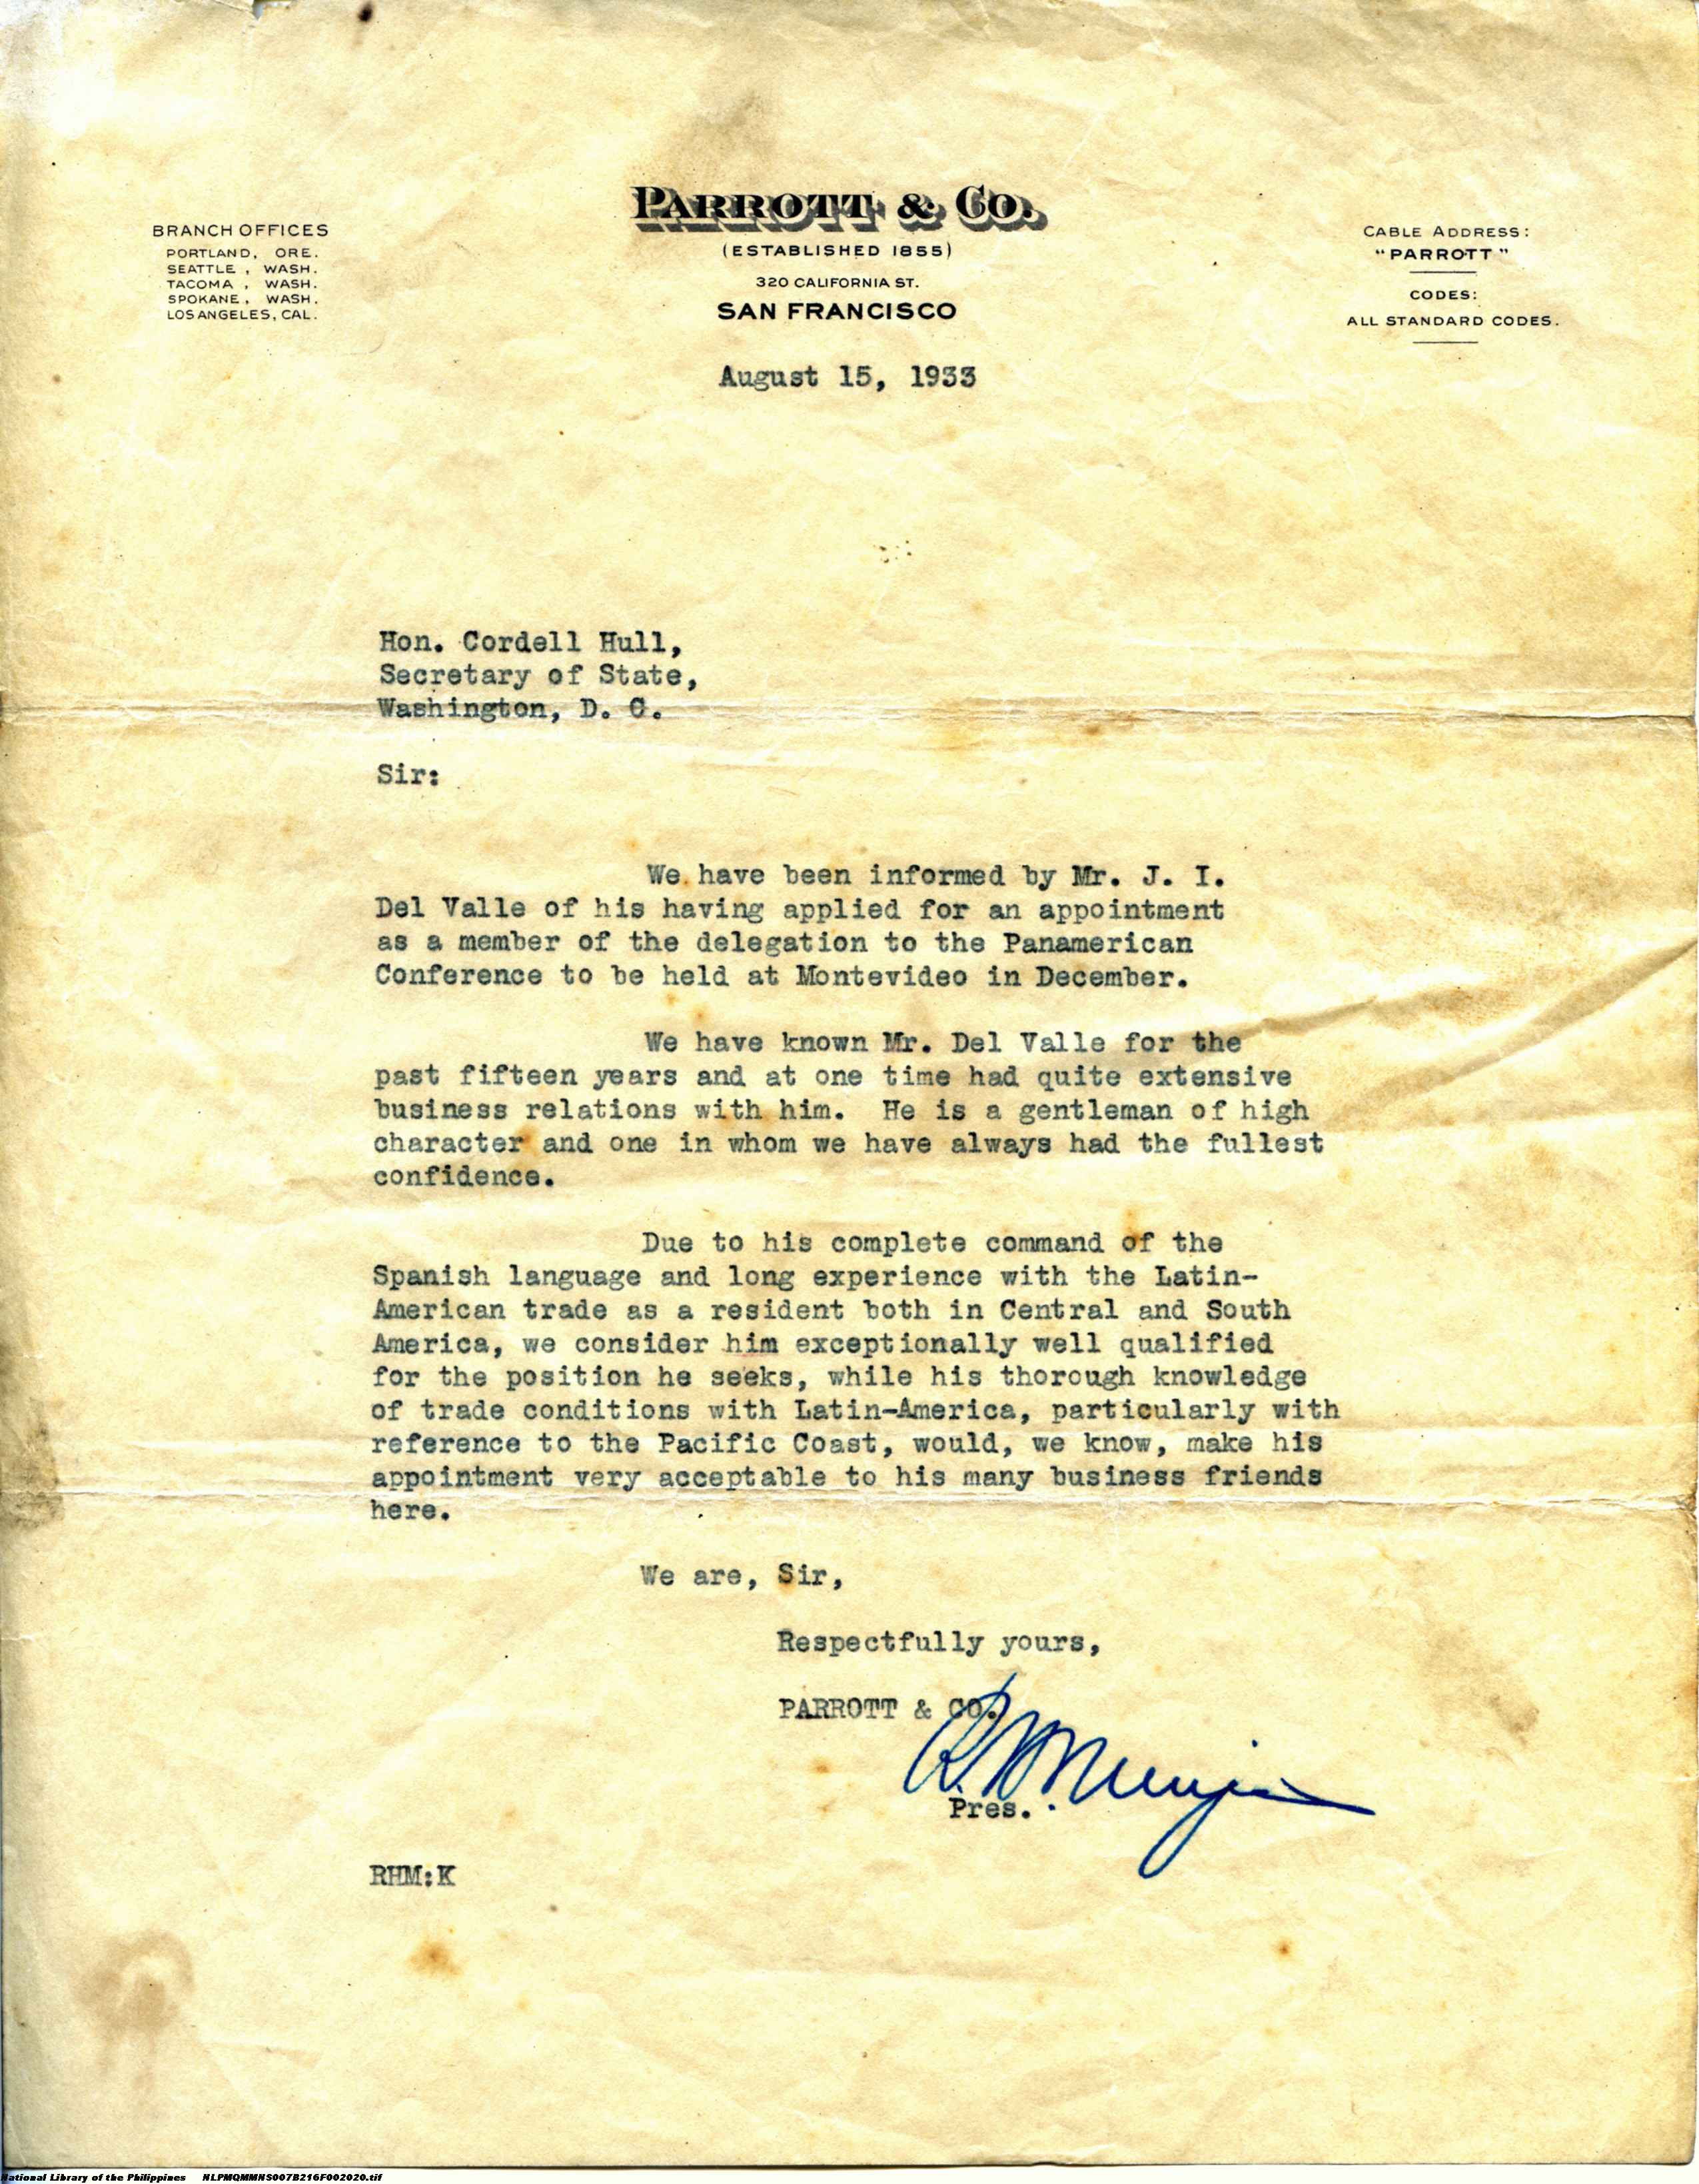 PARROTT & CO.
(ESTABLISHED 1855)
320 CALIFORNIA ST.
SAN FRANCISCO
BRANCH OFFICES
PORTLAND, ORE.
SEATTLE, WASH.
TACOMA, WASH.
SPOKANE, WASH.
LOS ANGELES, CAL.
CABLE ADDRESS:
"PARROTT"
CODES:
ALL STANDARD CODES.
August 15, 1933
Hon. Cordell Hull,
Secretary of State,
Washington, D. C.
Sir:
We have been informed by Mr. J. I.
Del Valle of his having applied for an appointment
as a member of the delegation to the Panamerican
Conference to be held at Montevideo in December.
We have known Mr. Del Valle for the
past fifteen years and at one time had quite extensive
business relations with him. He is a gentleman of high
character and one in whom we have always had the fullest
confidence.
Due to his complete command of the
Spanish language and long experience with the Latin-
American trade as a resident both in Central and South
America, we consider him exceptionally well qualified
for the position he seeks, while his thorough knowledge
of trade conditions with Latin-America, particularly with
reference to the Pacific Coast, would, we know, make his
appointment very acceptable to his many business friends
here.
We are, Sir,
Respectfully yours,
PARROTT & CO.
Pres.
RHM:K
National Library of the Philippines NLPMQMMNS007B216F002020.tif